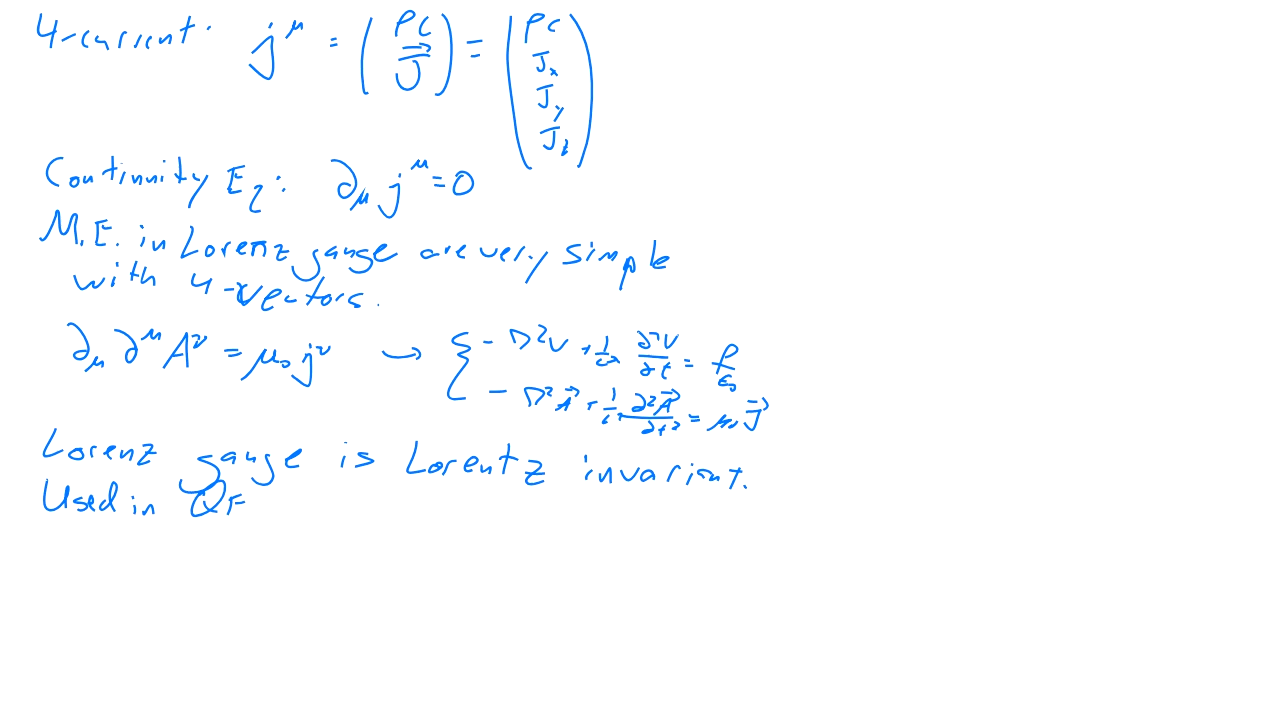 4-current: j^μ = (ρc J⃗) = (ρc J_x J_y J_z)
Continuity Eq: ∂_μ j^μ = 0
M.E. in Lorenz gauge are very simple
with 4-vectors.
∂_μ ∂^μ A^ν = μ₀ j^ν → { -∇²V + 1/c² ∂²V/∂t = ρ/ε₀
-∇²A⃗ + 1/c² ∂²A⃗/∂t² = μ₀ J⃗
Lorenz gauge is Lorentz invariant.
Used in QF